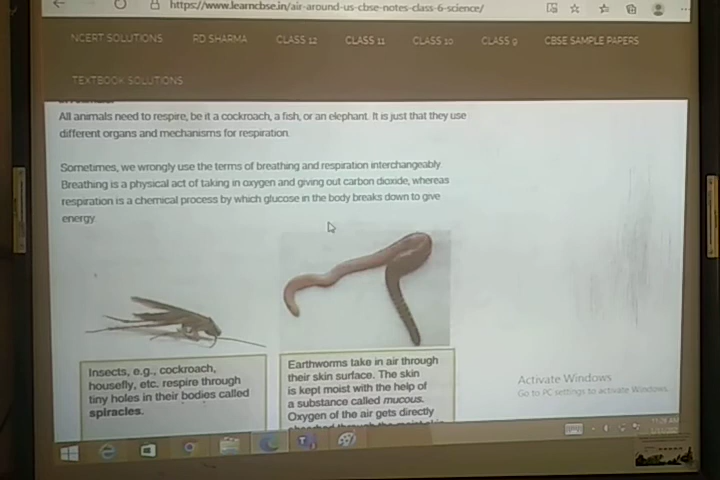 https://www.learncbse.in/air-around-us-cbse-notes-class-6-science/
NCERT SOLUTIONS RD SHARMA CLASS 12 CLASS 11 CLASS 10 CLASS 9 CBSE SAMPLE PAPERS
TEXTBOOK SOLUTIONS
All animals need to respire, be it a cockroach, a fish, or an elephant. It is just that they use
different organs and mechanisms for respiration.
Sometimes, we wrongly use the terms of breathing and respiration interchangeably.
Breathing is a physical act of taking in oxygen and giving out carbon dioxide, whereas
respiration is a chemical process by which glucose in the body breaks down to give
energy.
Insects, e.g., cockroach,
housefly, etc. respire through
tiny holes in their bodies called
spiracles.
Earthworms take in air through
their skin surface. The skin
is kept moist with the help of
a substance called mucous.
Oxygen of the air gets directly
Activate Windows
Go to PC settings to activate Windows.